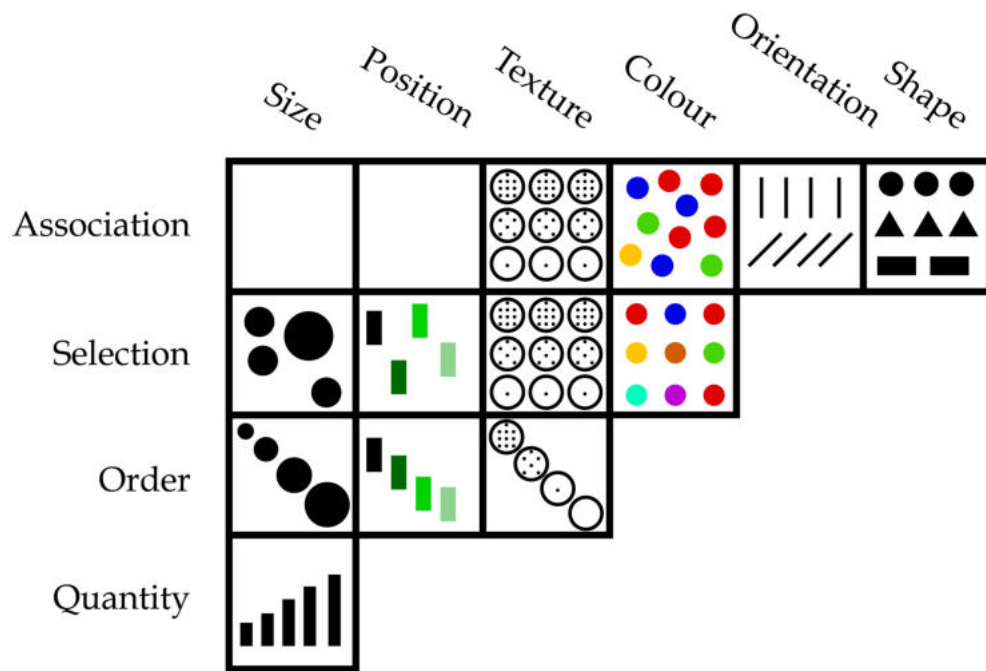 Size
Position
Texture
Colour
Orientation
Shape
Association
Selection
Order
Quantity